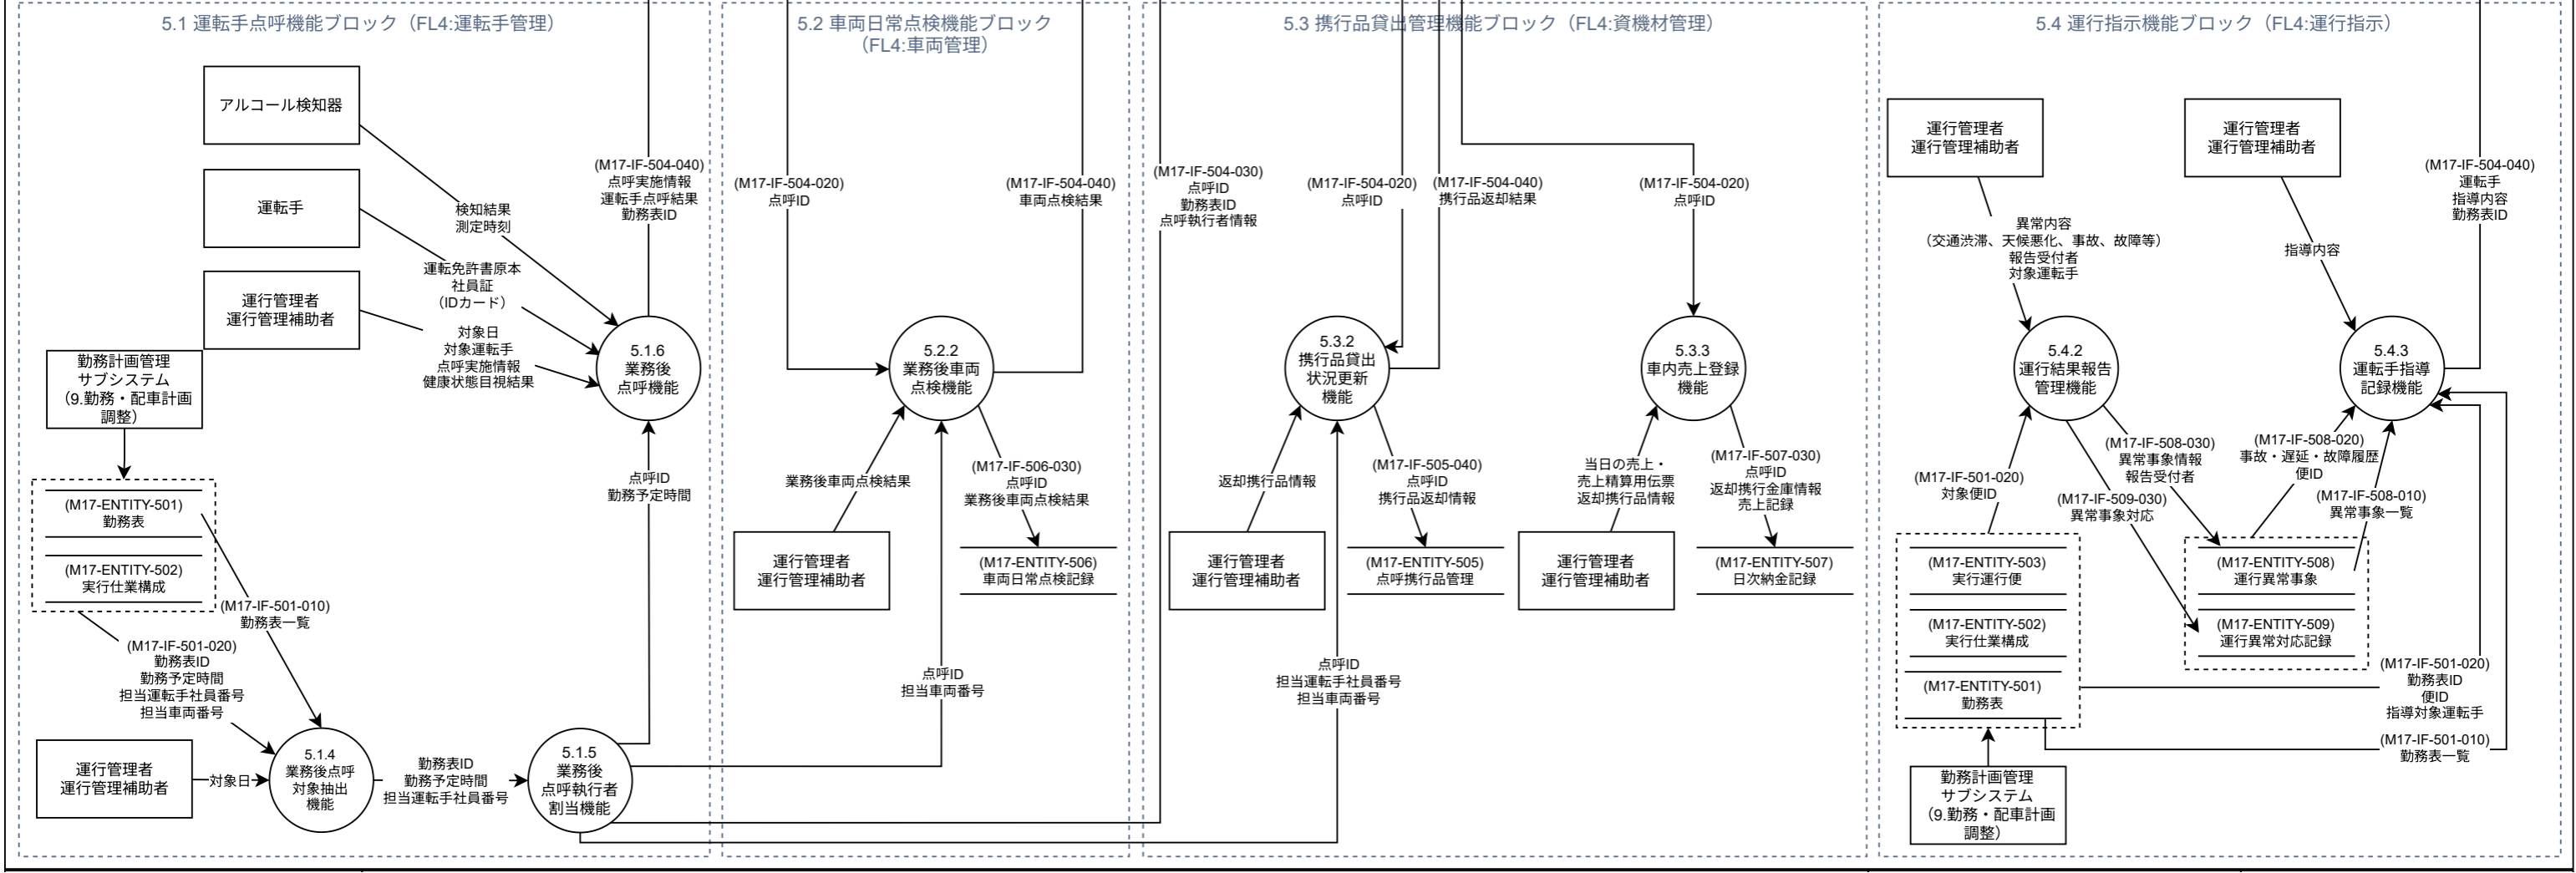 5.1 運転手点呼機能ブロック（FL4:運転手管理）
アルコール検知器
運転手
運行管理者
運行管理補助者
勤務計画管理
サブシステム
（9.勤務・配車計画
調整）
検知結果
測定時刻
運転免許書原本
社員証
（IDカード）
対象日
対象運転手
点呼実施情報
健康状態目視結果
(M17-IF-504-040)
点呼実施情報
運転手点呼結果
勤務表ID
5.1.6
業務後
点呼機能
点呼ID
勤務予定時間
(M17-ENTITY-501)
勤務表
(M17-ENTITY-502)
実行仕業構成
(M17-IF-501-010)
勤務表一覧
(M17-IF-501-020)
勤務表ID
勤務予定時間
担当運転手社員番号
担当車両番号
運行管理者
運行管理補助者
対象日
5.1.4
業務後点呼
対象抽出
機能
勤務表ID
勤務予定時間
担当運転手社員番号
5.1.5
業務後
点呼執行者
割当機能
5.2 車両日常点検機能ブロック
（FL4:車両管理）
(M17-IF-504-020)
点呼ID
(M17-IF-504-040)
車両点検結果
5.2.2
業務後車両
点検機能
業務後車両点検結果
(M17-IF-506-030)
点呼ID
業務後車両点検結果
運行管理者
運行管理補助者
(M17-ENTITY-506)
車両日常点検記録
点呼ID
担当車両番号
5.3 携行品貸出管理機能ブロック（FL4:資機材管理）
(M17-IF-504-030)
点呼ID
勤務表ID
点呼執行者情報
(M17-IF-504-020)
点呼ID
(M17-IF-504-040)
携行品返却結果
(M17-IF-504-020)
点呼ID
5.3.2
携行品貸出
状況更新
機能
5.3.3
車内売上登録
機能
返却携行品情報
(M17-IF-505-040)
点呼ID
携行品返却情報
当日の売上・
売上精算用伝票
返却携行品情報
(M17-IF-507-030)
点呼ID
返却携行金庫情報
売上記録
運行管理者
運行管理補助者
(M17-ENTITY-505)
点呼携行品管理
運行管理者
運行管理補助者
(M17-ENTITY-507)
日次納金記録
点呼ID
担当運転手社員番号
担当車両番号
5.4 運行指示機能ブロック（FL4:運行指示）
運行管理者
運行管理補助者
運行管理者
運行管理補助者
異常内容
（交通渋滞、天候悪化、事故、故障等）
報告受付者
対象運転手
指導内容
(M17-IF-504-040)
運転手
指導内容
勤務表ID
5.4.2
運行結果報告
管理機能
5.4.3
運転手指導
記録機能
(M17-IF-501-020)
対象便ID
(M17-IF-508-030)
異常事象情報
報告受付者
(M17-IF-509-030)
異常事象対応
(M17-IF-508-020)
事故・遅延・故障履歴
便ID
(M17-IF-508-010)
異常事象一覧
(M17-ENTITY-503)
実行運行便
(M17-ENTITY-502)
実行仕業構成
(M17-ENTITY-501)
勤務表
(M17-ENTITY-508)
運行異常事象
(M17-ENTITY-509)
運行異常対応記録
(M17-IF-501-020)
勤務表ID
便ID
指導対象運転手
(M17-IF-501-010)
勤務表一覧
勤務計画管理
サブシステム
（9.勤務・配車計画
調整）